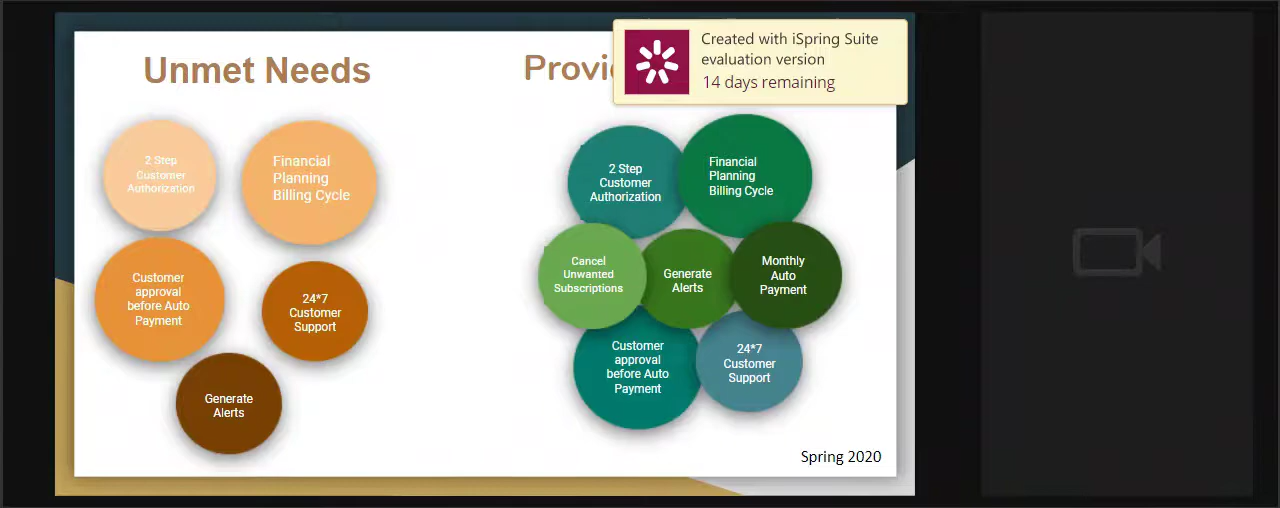 Unmet Needs
2 Step
Customer
Authorization
Financial
Planning
Billing Cycle
Customer
approval
before Auto
Payment
24*7
Customer
Support
Generate
Alerts
Created with iSpring Suite
evaluation version
14 days remaining
2 Step
Customer
Authorization
Financial
Planning
Billing Cycle
Cancel
Unwanted
Subscriptions
Generate
Alerts
Monthly
Auto
Payment
Customer
approval
before Auto
Payment
24*7
Customer
Support
Spring 2020